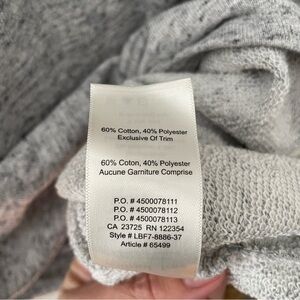 60% Cotton, 40% Polyester
Exclusive Of Trim
60% Coton, 40% Polyester
Aucune Garniture Comprise
P.O. # 4500078111
P.O. # 4500078112
P.O. # 4500078113
CA 23725 RN 122354
Style # LBF7-8886-37
Article # 65499